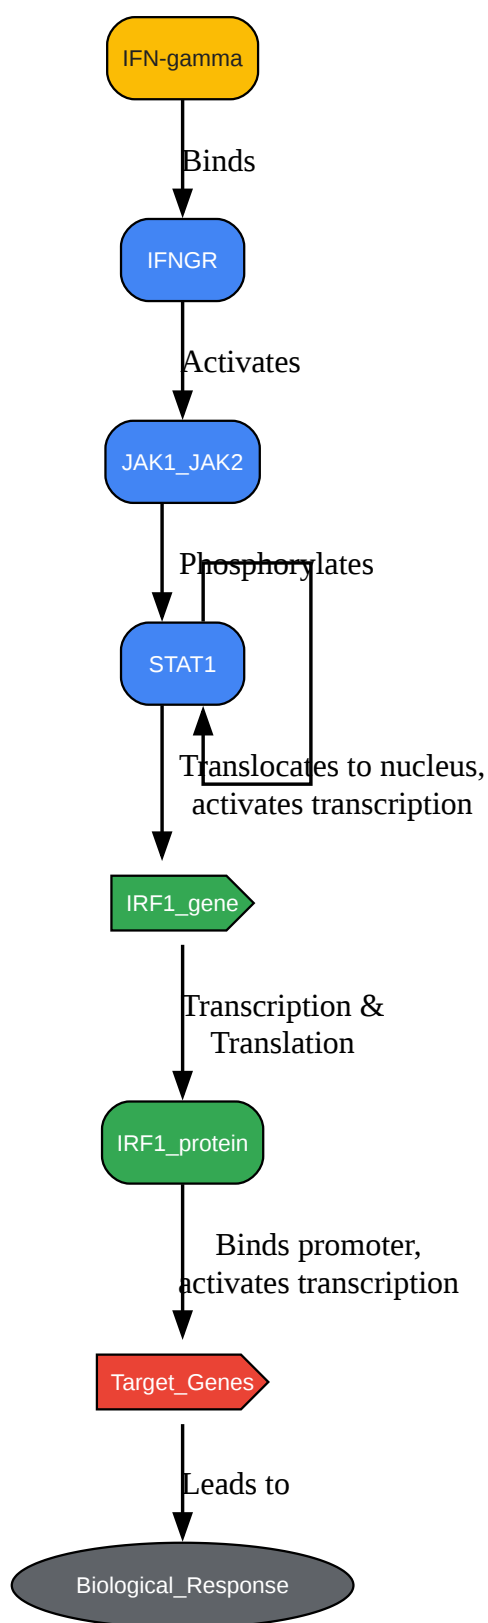 IFN-gamma
Binds
IFNGR
Activates
JAK1_JAK2
Phosphorylates
STAT1
Translocates to nucleus,
activates transcription
IRF1_gene
Transcription &
Translation
IRF1_protein
Binds promoter,
activates transcription
Target_Genes
Leads to
Biological_Response